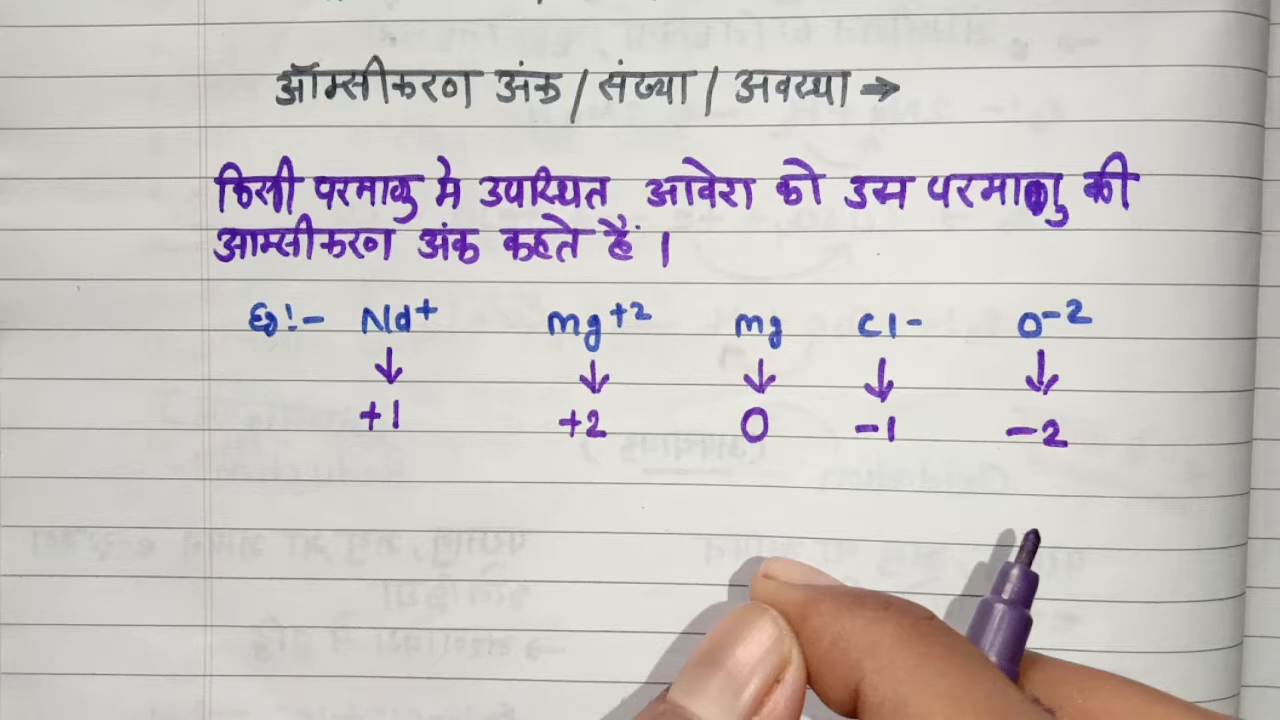 ऑक्सीकरण अंक / संख्या / अवस्था →
किसी परमाणु मे उपस्थित आवेश को उस परमाणु की
आक्सीकरण अंक कहते हैं ।
Eg:- Na+ mg+2 mg Cl- O-2
↓ ↓ ↓ ↓ ↓
+1 +2 0 -1 -2